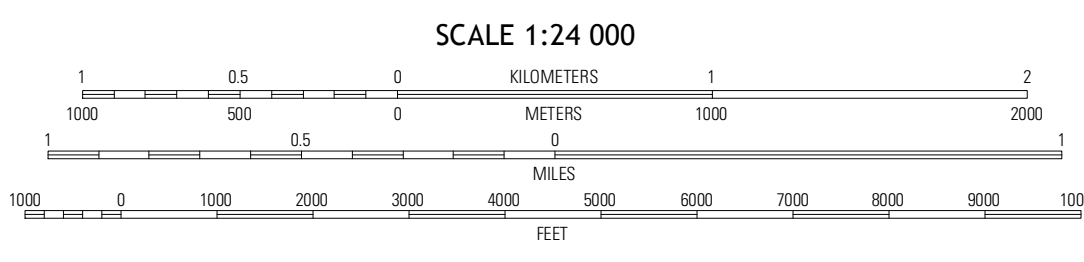 SCALE 1:24 000
1 0.5 0 KILOMETERS 1 2
1000 500 0 METERS 1000 2000
1 0.5 0 1
MILES
1000 0 1000 2000 3000 4000 5000 6000 7000 8000 9000 100
FEET